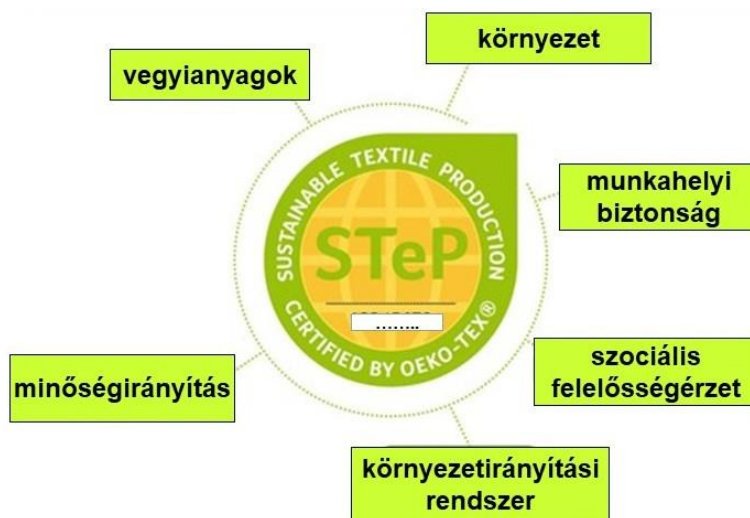 környezet
vegyianyagok
munkahelyi
biztonság
SUSTAINABLE TEXTILE PRODUCTION
STeP
........
CERTIFIED BY OEKO-TEX®
szociális
felelősségérzet
minőségirányítás
környezetirányítási
rendszer